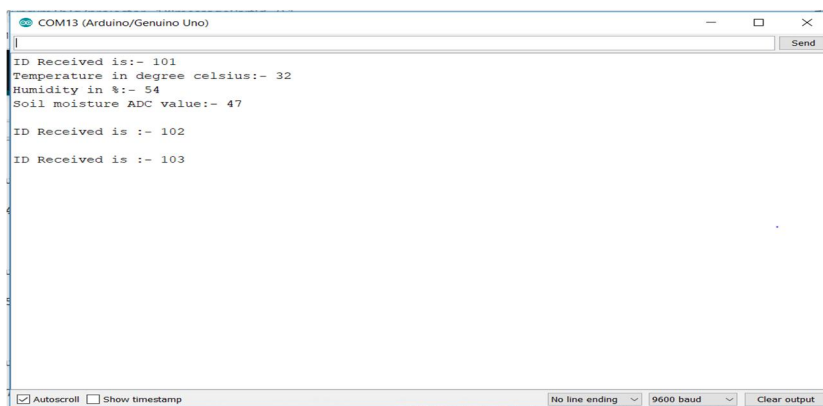 COM13 (Arduino/Genuino Uno)
Send
ID Received is:- 101
Temperature in degree celsius:- 32
Humidity in %:- 54
Soil moisture ADC value:- 47
ID Received is :- 102
ID Received is :- 103
Autoscroll Show timestamp No line ending 9600 baud Clear output